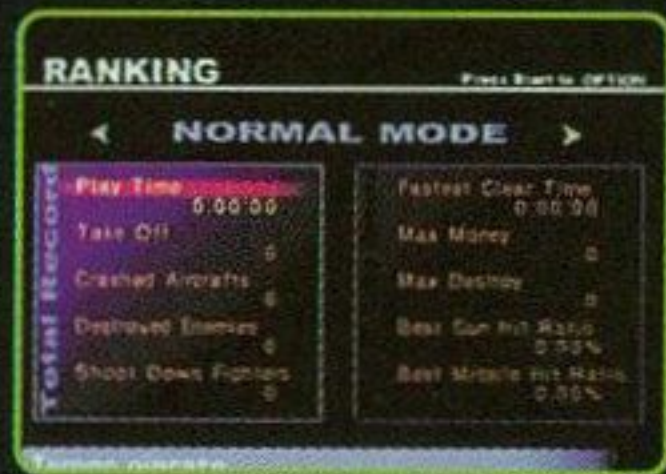 RANKING
Press Start to OPTION
NORMAL MODE
Total Record
Play Time
0:00'00
Take Off
0
Crashed Aircrafts
0
Destroyed Enemies
0
Shoot Down Fighters
0
Fastest Clear Time
0:00'00
Max Money
0
Max Destroy
0
Best Gun Hit Ratio
0.00%
Best Missile Hit Ratio
0.00%